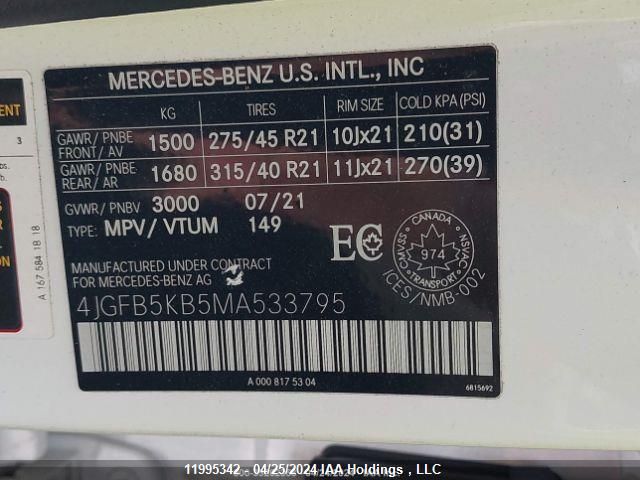 MERCEDES-BENZ U.S. INTL., INC
KG TIRES RIM SIZE COLD KPA(PSI)
GAWR/ PNBE FRONT/ AV 1500 275/45 R21 10Jx21 210(31)
GAWR/ PNBE REAR/ AR 1680 315/40 R21 11Jx21 270(39)
GVWR/ PNBV 3000 07/21
TYPE: MPV/ VTUM 149
EC
CANADA
CMVSS 974 NSVAC
ICES/NMB-002
MANUFACTURED UNDER CONTRACT
FOR MERCEDES-BENZ AG
4JGFB5KB5MA533795
A 000 817 53 04
6815692
A 167 584 18 18
3
11995342 - 04/25/2024 IAA Holdings , LLC